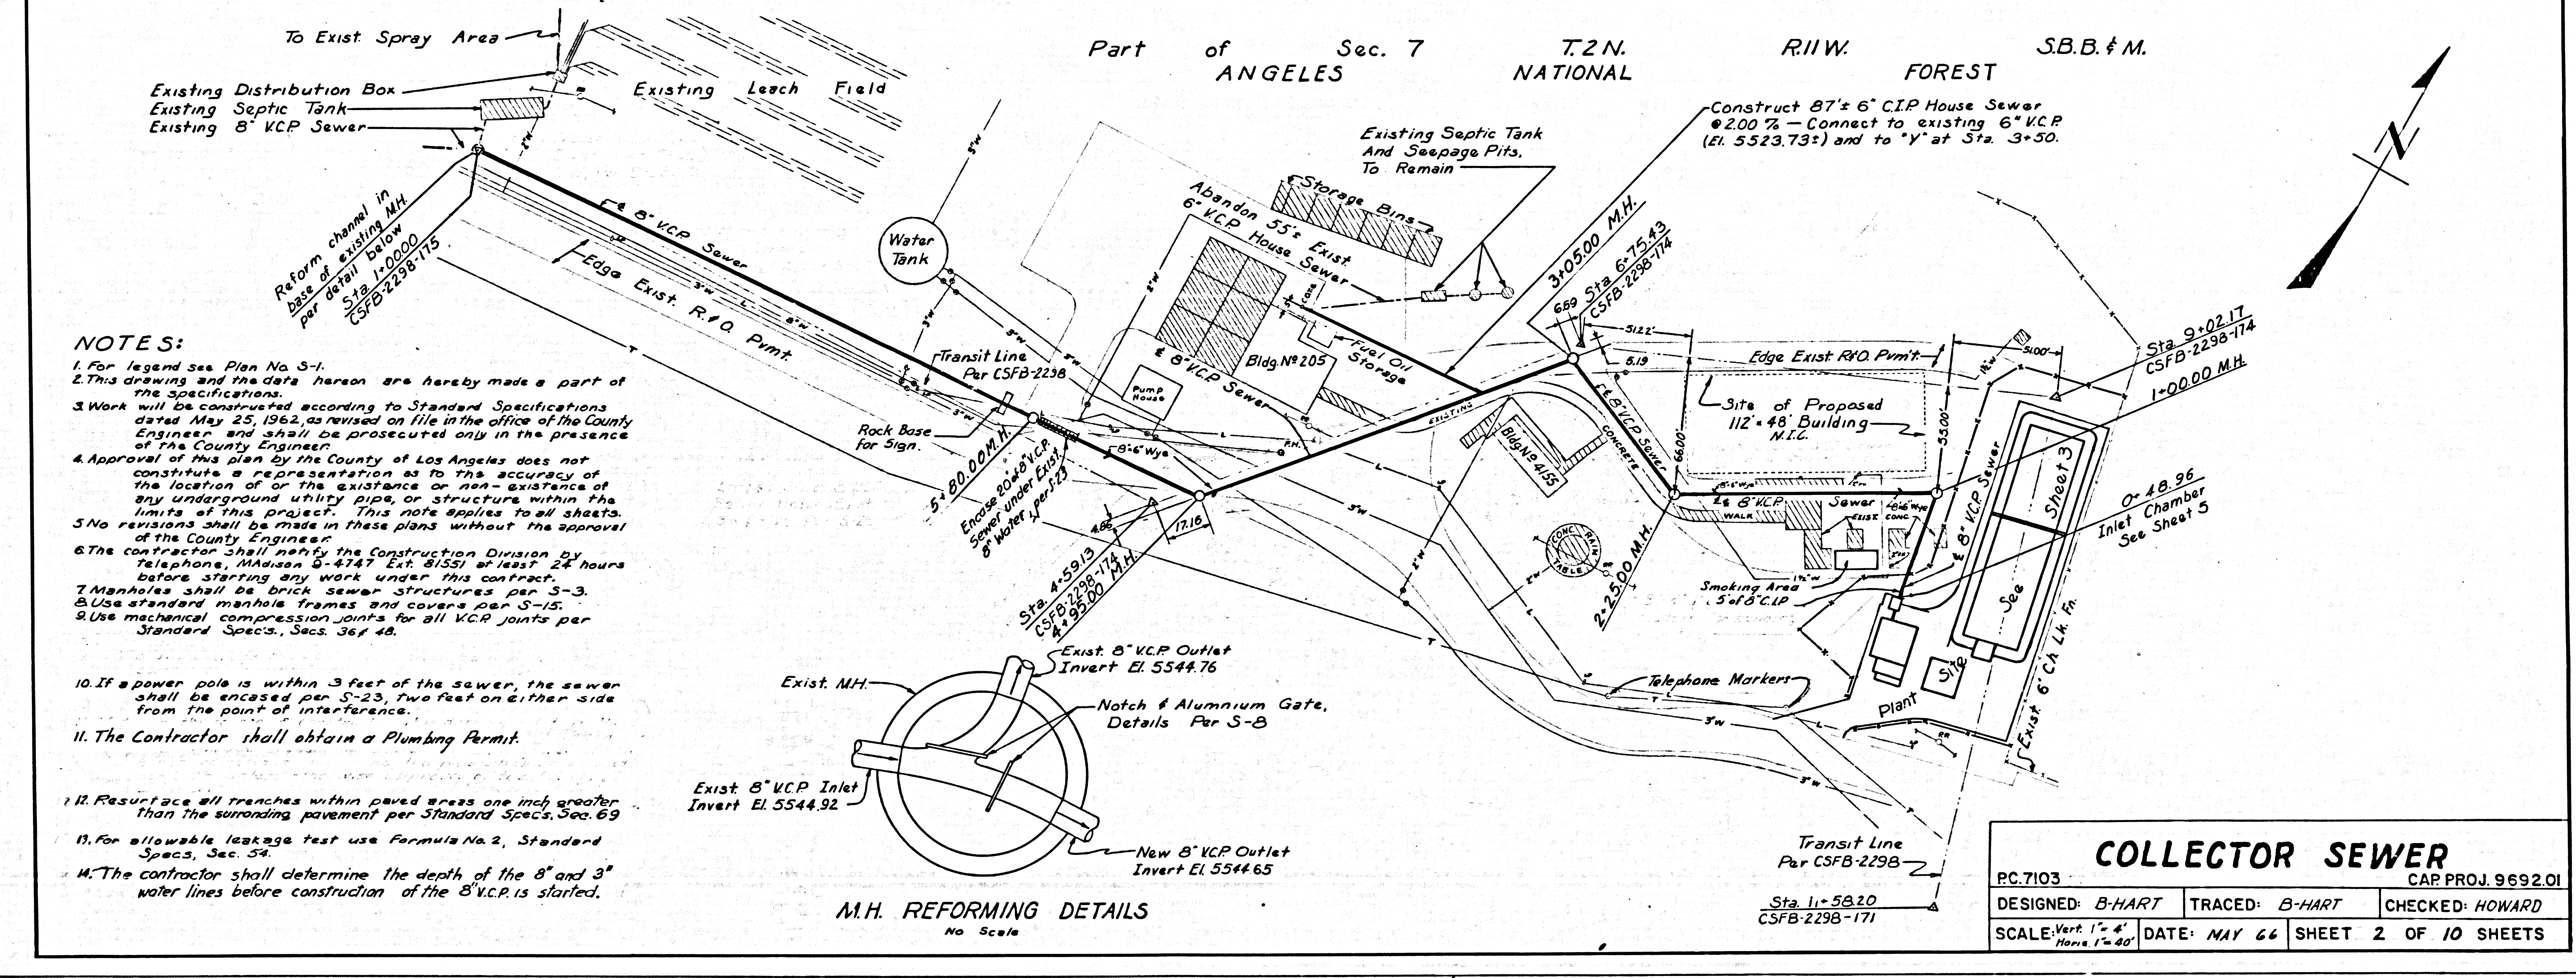 To Exist. Spray Area
Existing Distribution Box
Existing Septic Tank
Existing 8" V.C.P. Sewer
Existing Leach Field
Part of Sec. 7 T.2N. R.11W. S.B.B. & M.
ANGELES NATIONAL FOREST
N
Construct 87'± 6" C.I.P. House Sewer
@ 2.00 % — Connect to existing 6" V.C.P.
(El. 5523.73±) and to "Y" at Sta. 3+50.
Existing Septic Tank
And Seepage Pits,
To Remain
Storage Bins
Abandon 55'± Exist.
6" V.C.P. House Sewer
Reform channel in
base of existing M.H.
per detail below
Sta. 1+00.00
CSFB-2298-175
℄ 8" V.C.P. Sewer
Edge Exist. R.&O. Pvmt.
Water
Tank
Transit Line
Per CSFB-2298
Rock Base
for Sign.
Pump
House
℄ 8" V.C.P. Sewer
Bldg. Nº 205
Fuel Oil
Storage
3+05.00 M.H.
Sta. 6+75.43
CSFB-2298-174
6.69
51.22'
6.19
Edge Exist R&O. Pvm't.
51.00'
Sta 9+02.17
CSFB-2298-174
1+00.00 M.H.
Site of Proposed
112' x 48' Building
N.I.C.
55.00'
66.00'
℄ 8" V.C.P. Sewer
CONCRETE
EXISTING
Bldg Nº 4155
5+80.00 M.H.
Encase 20' of 8" V.C.P.
Sewer under Exist.
8" Water, per S-23
8"x6" Wye
P.H.
4.66
17.16
Sta. 4+59.13
CSFB-2298-174
4+95.00 M.H.
CONC. DRAIN
TABLE
2+25.00 M.H.
8"x6" Wye
℄ 8" V.C.P. Sewer
WALK
EXIST. CONC.
8"x6" Wye
Smoking Area
5' of 8" C.I.P.
1½"W
℄ 8" V.C.P. Sewer
See Sheet 3
0+48.96
Inlet Chamber
See Sheet 5
Plant Site
Exist. 6' Ch. Lk. Fn.
Telephone Markers
NOTES:
1. For legend see Plan No. S-1.
2. This drawing and the data hereon are hereby made a part of
the specifications.
3. Work will be constructed according to Standard Specifications
dated May 25, 1962, as revised on file in the office of the County
Engineer and shall be prosecuted only in the presence
of the County Engineer.
4. Approval of this plan by the County of Los Angeles does not
constitute a representation as to the accuracy of
the location of or the existence or non-existence of
any underground utility pipe, or structure within the
limits of this project. This note applies to all sheets.
5. No revisions shall be made in these plans without the approval
of the County Engineer.
6. The contractor shall notify the Construction Division by
telephone, MAdison 9-4747 Ext. 81551 at least 24 hours
before starting any work under this contract.
7. Manholes shall be brick sewer structures per S-3.
8. Use standard manhole frames and covers per S-15.
9. Use mechanical compression joints for all V.C.P. joints per
Standard Spec's., Secs. 36 & 48.
10. If a power pole is within 3 feet of the sewer, the sewer
shall be encased per S-23, two feet on either side
from the point of interference.
11. The Contractor shall obtain a Plumbing Permit.
12. Resurface all trenches within paved areas one inch greater
than the surronding pavement per Standard Spec's, Sec. 69
13. For allowable leakage test use Formula No. 2, Standard
Specs, Sec. 54.
14. The contractor shall determine the depth of the 8" and 3"
water lines before construction of the 8" V.C.P. is started.
Exist. M.H.
Exist. 8" V.C.P. Outlet
Invert El. 5544.76
Notch & Alumnium Gate,
Details Per S-8
Exist. 8" V.C.P. Inlet
Invert El. 5544.92
New 8" V.C.P. Outlet
Invert El. 5544.65
M.H. REFORMING DETAILS
No Scale
Transit Line
Per CSFB-2298
Sta. 11+58.20
CSFB-2298-171
COLLECTOR SEWER
P.C. 7103 CAP. PROJ. 9692.01
DESIGNED: B-HART TRACED: B-HART CHECKED: HOWARD
SCALE: Vert. 1"= 4' Horiz. 1"= 40' DATE: MAY 66 SHEET 2 OF 10 SHEETS